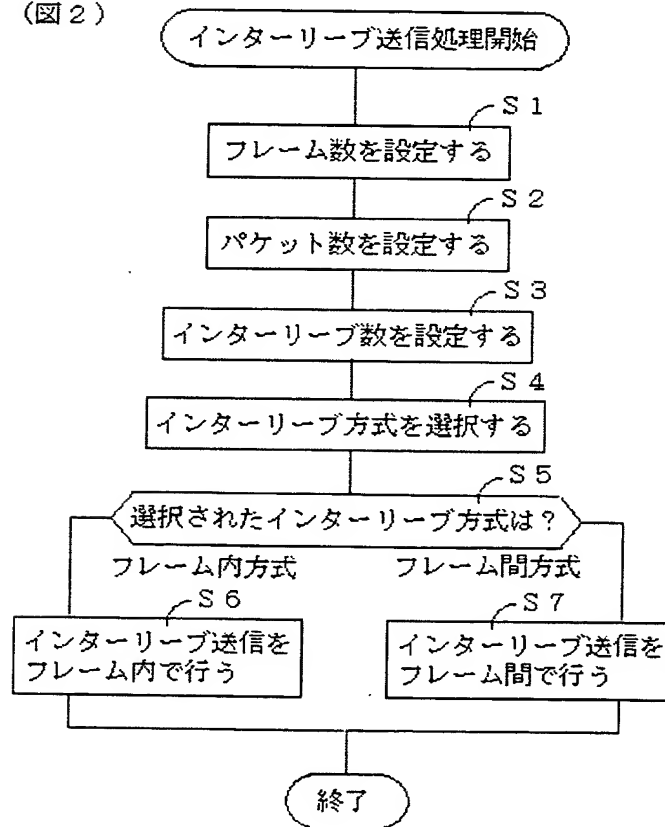 (図2)
インターリーブ送信処理開始
S1
フレーム数を設定する
S2
パケット数を設定する
S3
インターリーブ数を設定する
S4
インターリーブ方式を選択する
S5
選択されたインターリーブ方式は?
フレーム内方式
フレーム間方式
S6
インターリーブ送信を
フレーム内で行う
S7
インターリーブ送信を
フレーム間で行う
終了